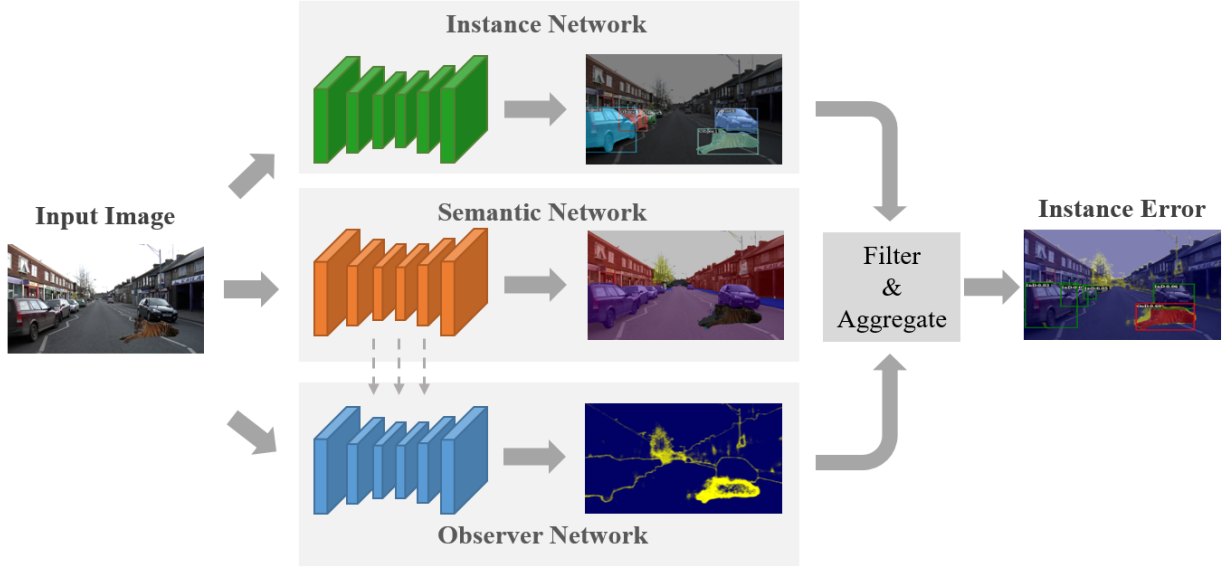 Instance Network
Input Image
Semantic Network
Filter
&
Aggregate
Instance Error
Observer Network